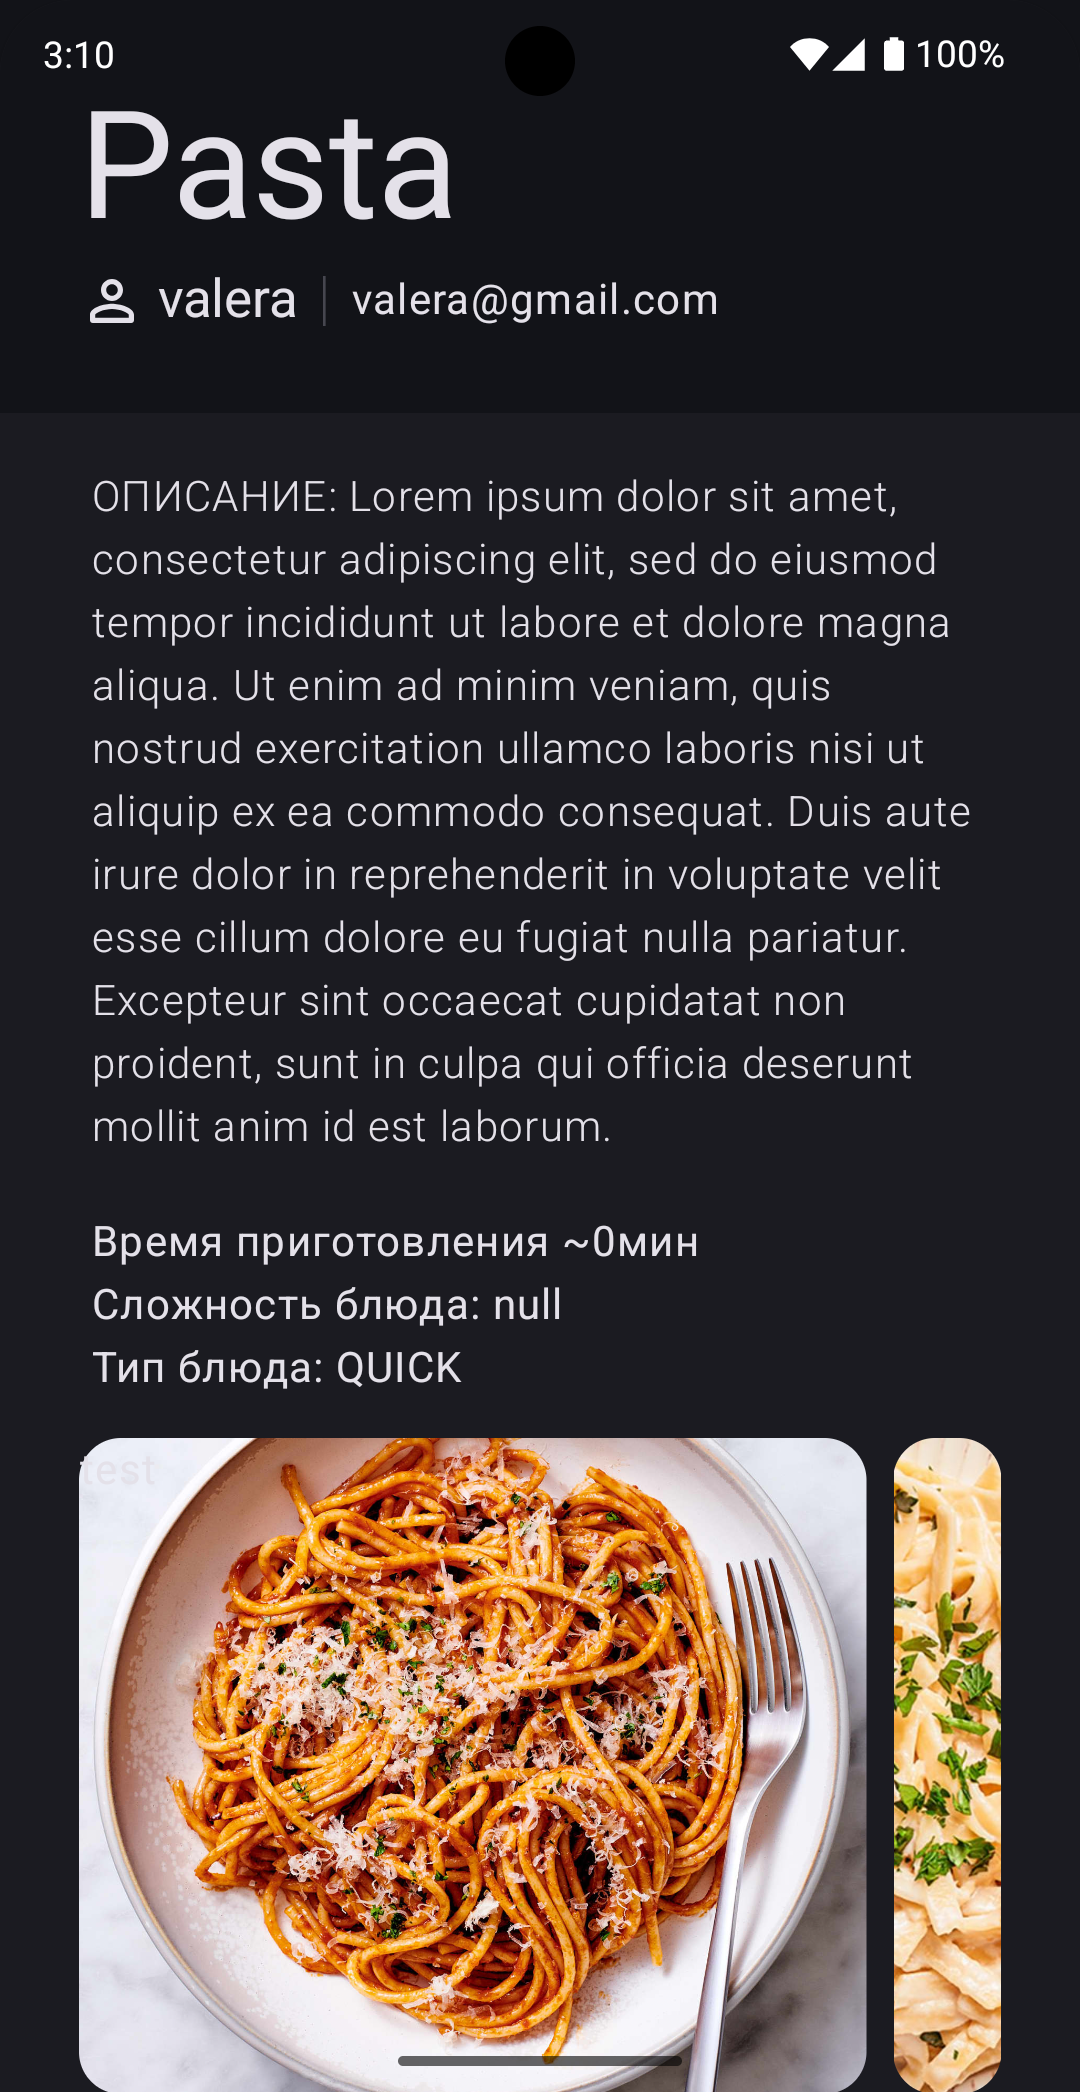 3:10
100%
Pasta
valera
valera@gmail.com
ОПИСАНИЕ: Lorem ipsum dolor sit amet,
consectetur adipiscing elit, sed do eiusmod
tempor incididunt ut labore et dolore magna
aliqua. Ut enim ad minim veniam, quis
nostrud exercitation ullamco laboris nisi ut
aliquip ex ea commodo consequat. Duis aute
irure dolor in reprehenderit in voluptate velit
esse cillum dolore eu fugiat nulla pariatur.
Excepteur sint occaecat cupidatat non
proident, sunt in culpa qui officia deserunt
mollit anim id est laborum.
Время приготовления ~0мин
Сложность блюда: null
Тип блюда: QUICK
test